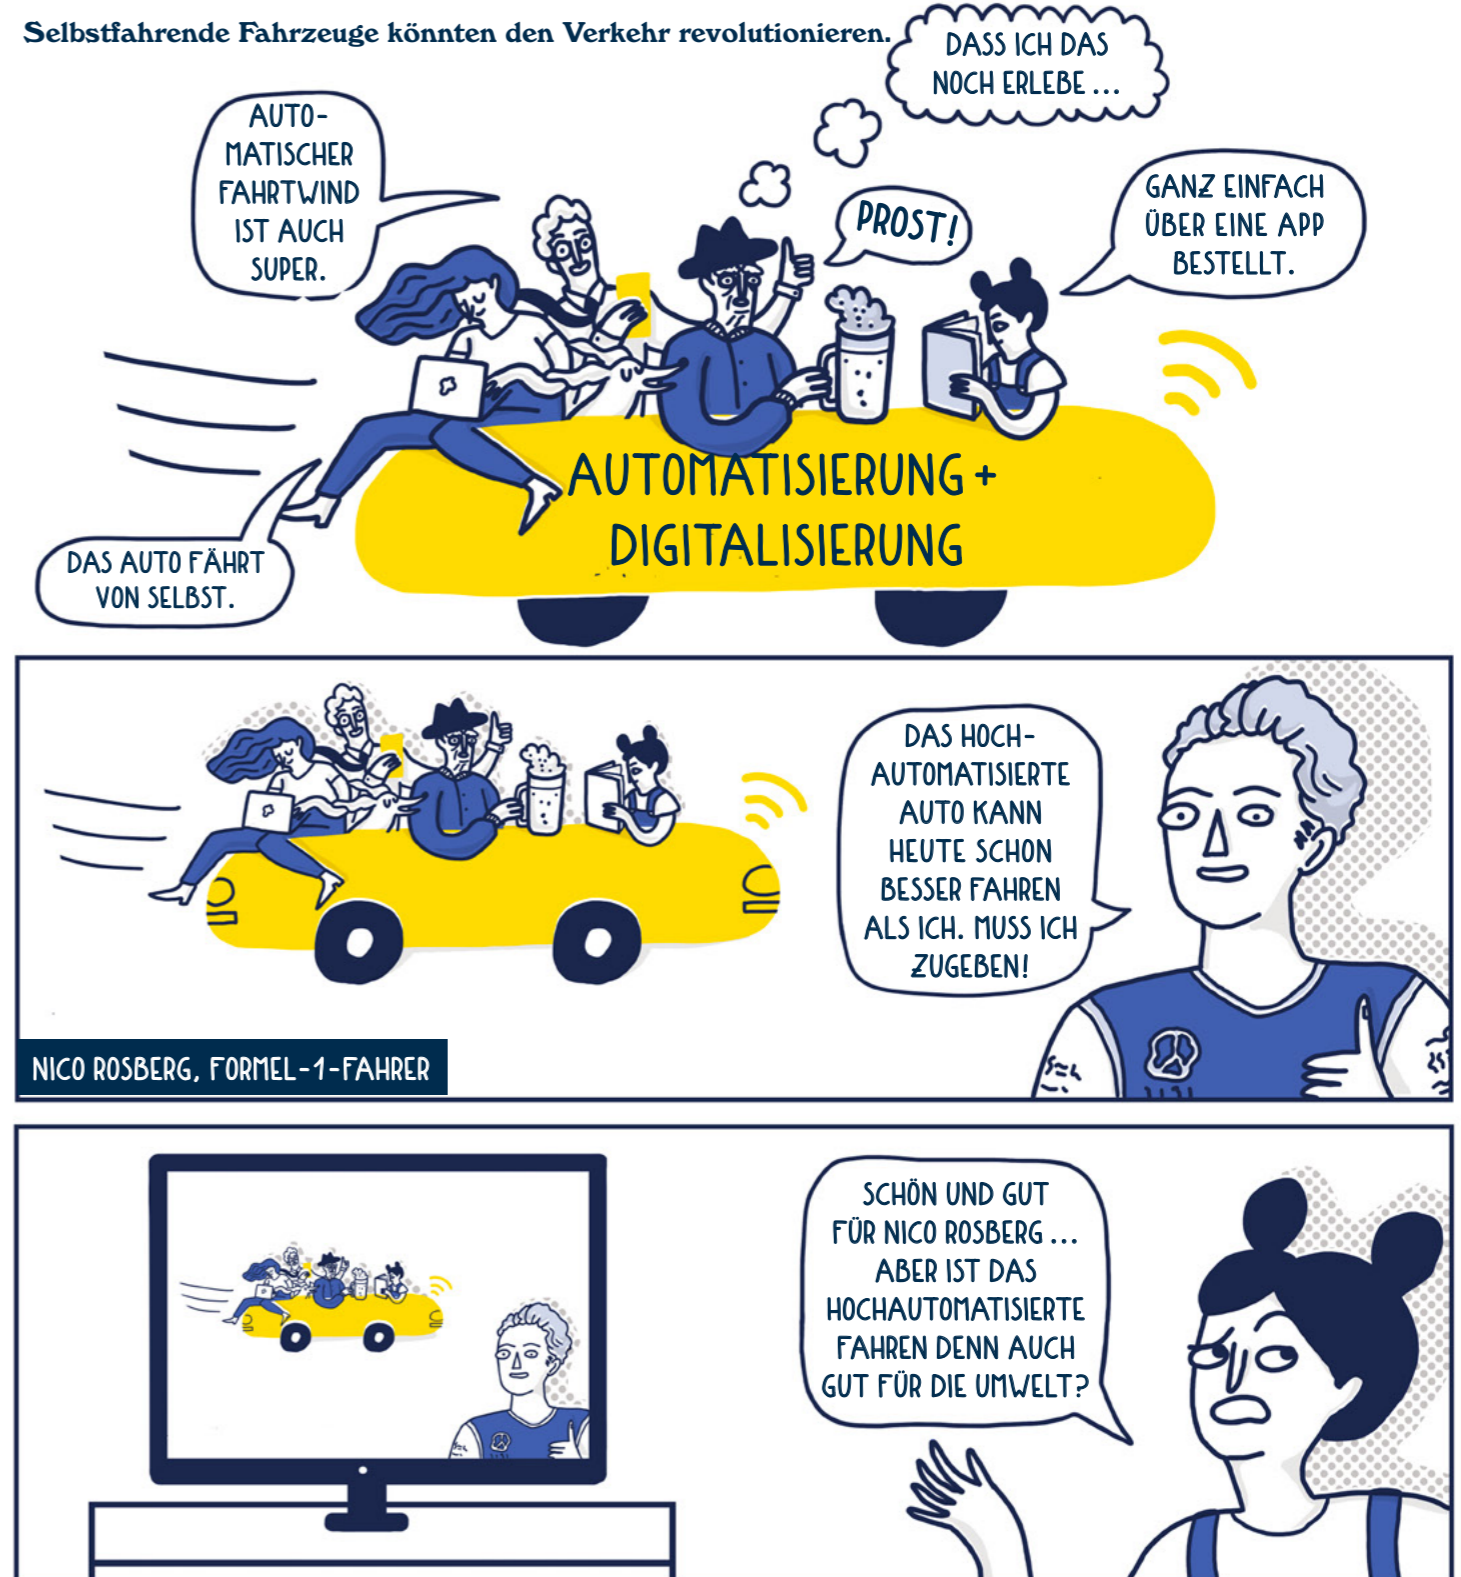 Selbstfahrende Fahrzeuge könnten den Verkehr revolutionieren.
DASS ICH DAS
NOCH ERLEBE ...
AUTO-
MATISCHER
FAHRTWIND
IST AUCH
SUPER.
PROST!
GANZ EINFACH
ÜBER EINE APP
BESTELLT.
AUTOMATISIERUNG +
DIGITALISIERUNG
DAS AUTO FÄHRT
VON SELBST.
DAS HOCH-
AUTOMATISIERTE
AUTO KANN
HEUTE SCHON
BESSER FAHREN
ALS ICH. MUSS ICH
ZUGEBEN!
NICO ROSBERG, FORMEL-1-FAHRER
SCHÖN UND GUT
FÜR NICO ROSBERG ...
ABER IST DAS
HOCHAUTOMATISIERTE
FAHREN DENN AUCH
GUT FÜR DIE UMWELT?